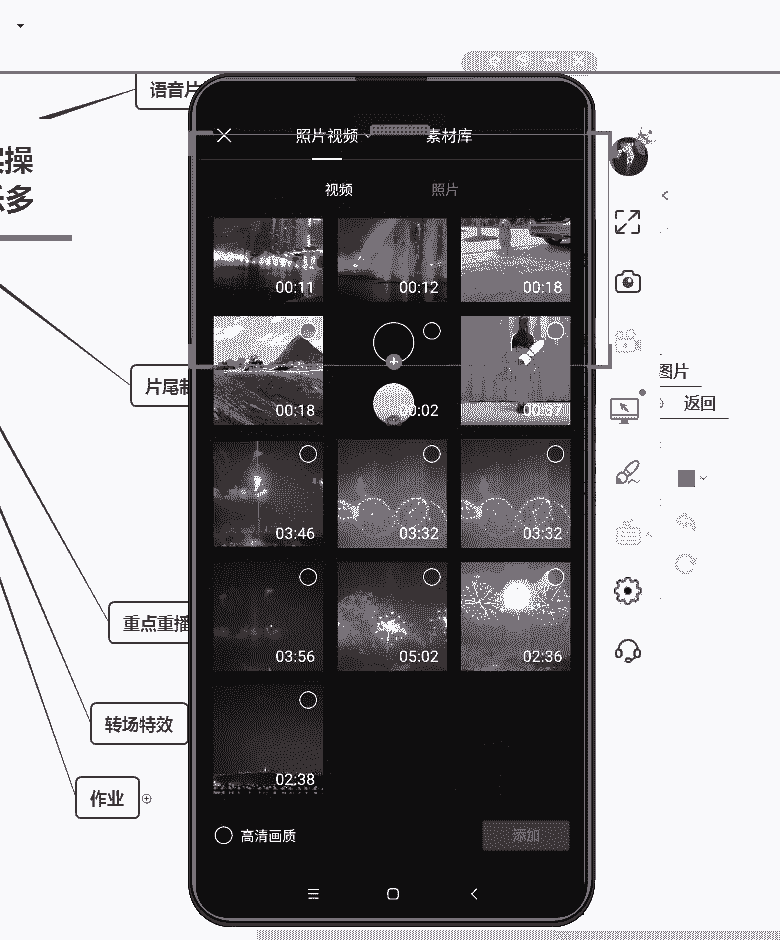 语音片
实操
乐多
照片视频
素材库
视频
照片
00:11
00:12
00:18
00:18
00:02
00:37
片尾制
图片
返回
03:46
03:32
03:32
重点重播
03:56
05:02
02:36
转场特效
02:38
作业
高清画质
添加